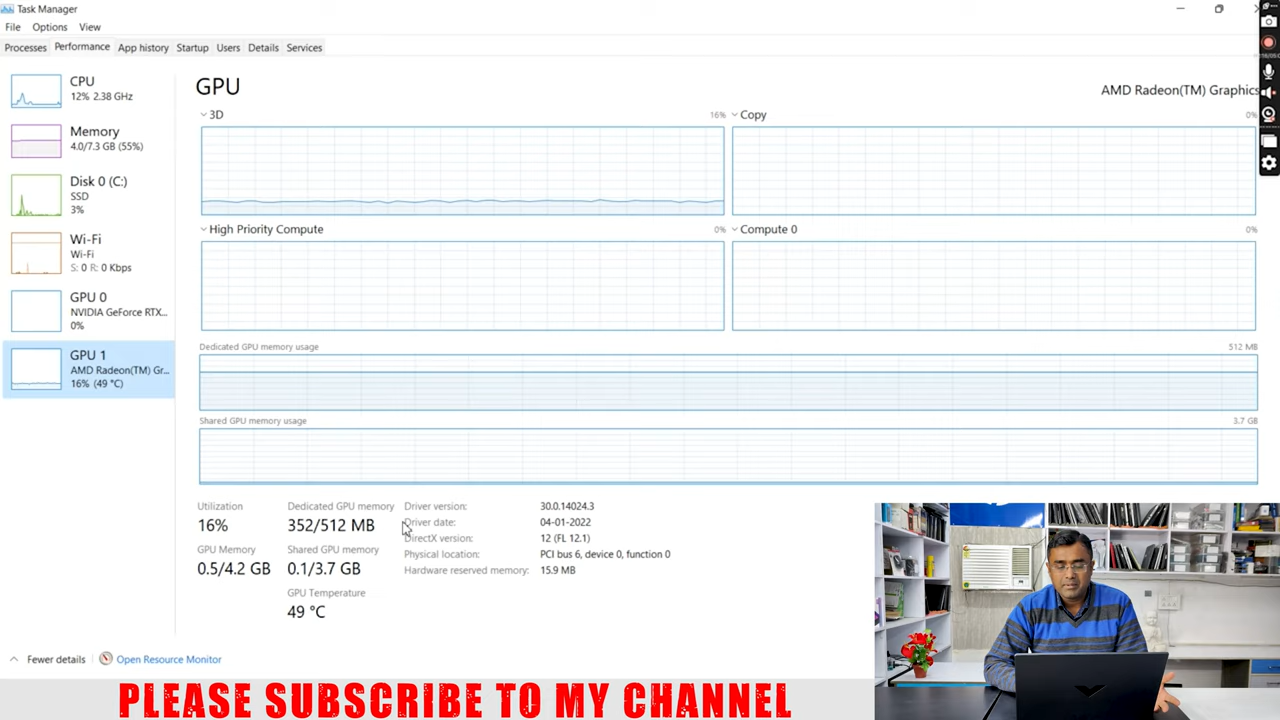 Task Manager
File Options View
Processes Performance App history Startup Users Details Services
CPU
12% 2.38 GHz
Memory
4.0/7.3 GB (55%)
Disk 0 (C:)
SSD
3%
Wi-Fi
Wi-Fi
S: 0 R: 0 Kbps
GPU 0
NVIDIA GeForce RTX...
0%
GPU 1
AMD Radeon(TM) Gr...
16% (49 °C)
GPU
AMD Radeon(TM) Graphics
3D 16%
Copy 0%
High Priority Compute 0%
Compute 0 0%
Dedicated GPU memory usage 512 MB
Shared GPU memory usage 3.7 GB
Utilization
16%
Dedicated GPU memory
352/512 MB
GPU Memory
0.5/4.2 GB
Shared GPU memory
0.1/3.7 GB
GPU Temperature
49 °C
Driver version: 30.0.14024.3
Driver date: 04-01-2022
DirectX version: 12 (FL 12.1)
Physical location: PCI bus 6, device 0, function 0
Hardware reserved memory: 15.9 MB
Fewer details
Open Resource Monitor
PLEASE SUBSCRIBE TO MY CHANNEL